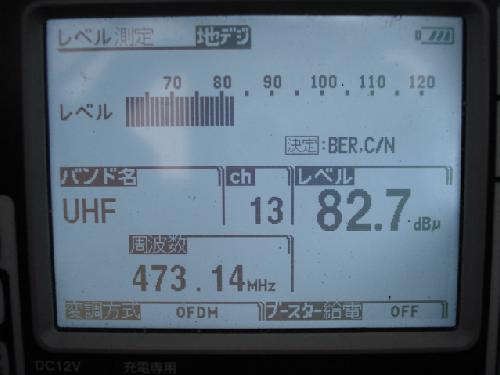 レベル測定 地デジ
70 80 90 100 110 120
レベル
決定:BER,C/N
バンド名 ch レベル
UHF 13 82.7dBμ
周波数
473.14MHz
変調方式 OFDM ブースター給電 OFF
DC12V 充電専用